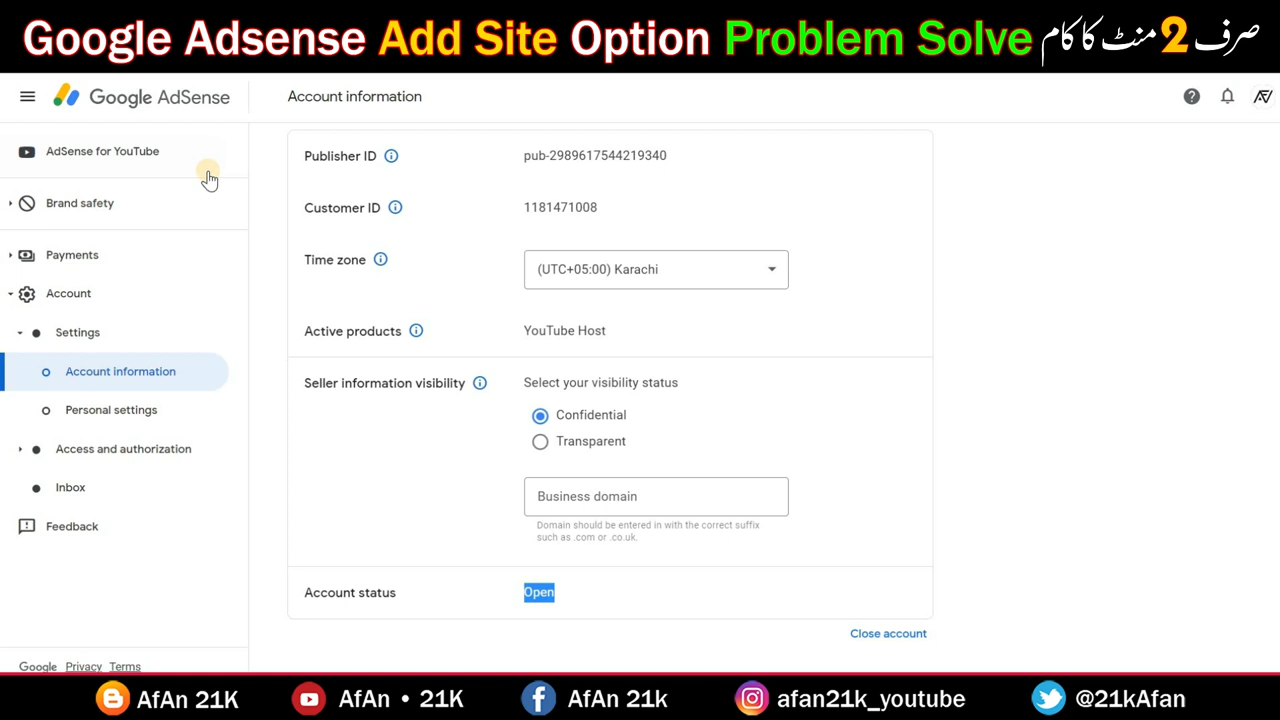 Google Adsense Add Site Option Problem Solve صرف 2 منٹ کا کام
Google AdSense
Account information
AdSense for YouTube
Brand safety
Payments
Account
Settings
Account information
Personal settings
Access and authorization
Inbox
Feedback
Google Privacy Terms
Publisher ID pub-2989617544219340
Customer ID 1181471008
Time zone (UTC+05:00) Karachi
Active products YouTube Host
Seller information visibility Select your visibility status
Confidential
Transparent
Business domain
Domain should be entered in with the correct suffix
such as .com or .co.uk.
Account status Open
Close account
AfAn 21K AfAn • 21K AfAn 21k afan21k_youtube @21kAfan